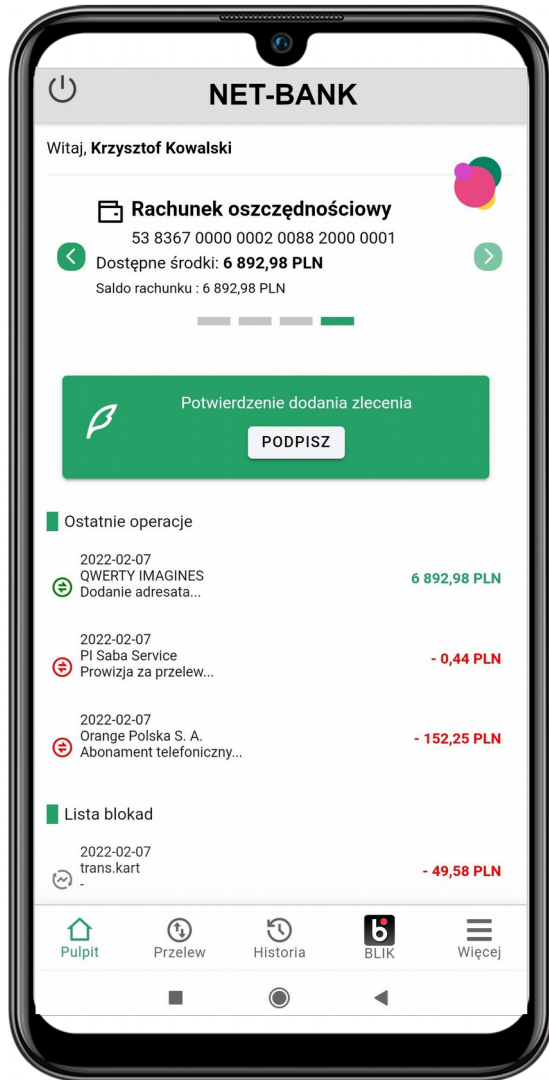 NET-BANK
Witaj, Krzysztof Kowalski
Rachunek oszczędnościowy
53 8367 0000 0002 0088 2000 0001
Dostępne środki: 6 892,98 PLN
Saldo rachunku : 6 892,98 PLN
Potwierdzenie dodania zlecenia
PODPISZ
Ostatnie operacje
2022-02-07
QWERTY IMAGINES
Dodanie adresata...
6 892,98 PLN
2022-02-07
PI Saba Service
Prowizja za przelew...
- 0,44 PLN
2022-02-07
Orange Polska S. A.
Abonament telefoniczny...
- 152,25 PLN
Lista blokad
2022-02-07
trans.kart
-
- 49,58 PLN
Pulpit
Przelew
Historia
BLIK
Więcej